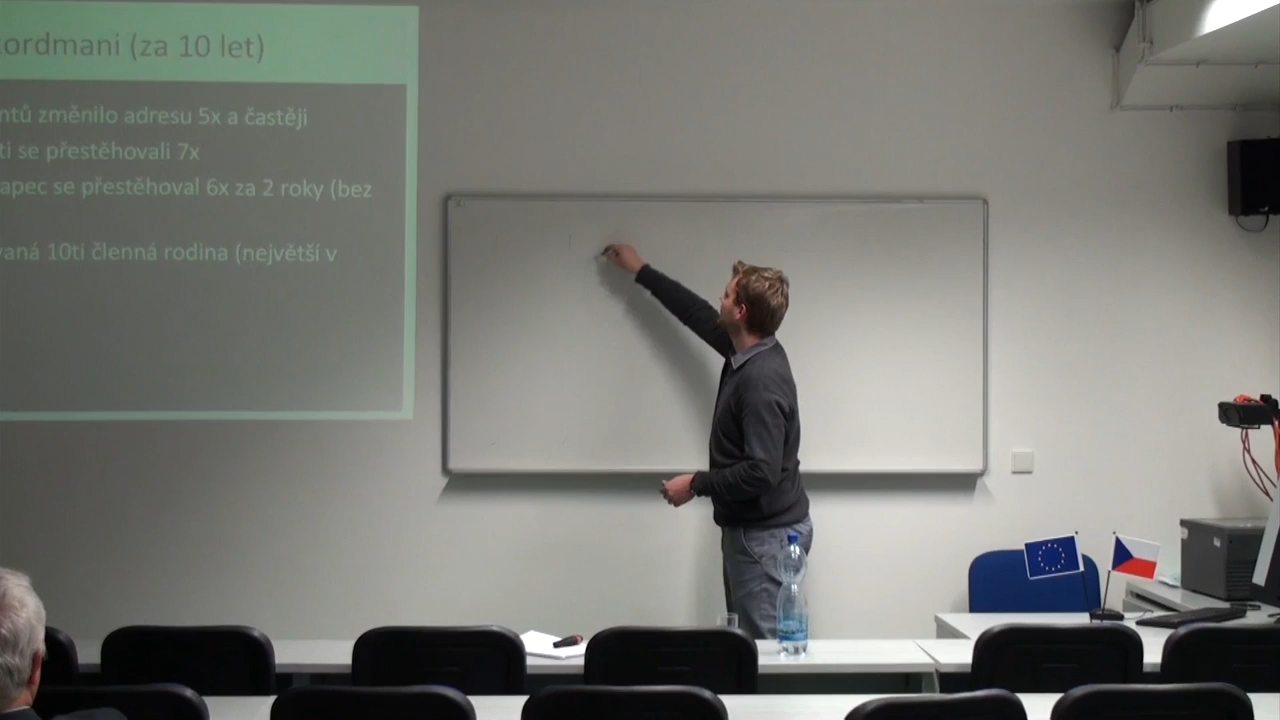 ordmani (za 10 let)
ntů změnilo adresu 5x a častěji
ti se přestěhovali 7x
apec se přestěhoval 6x za 2 roky (bez
vaná 10ti členná rodina (největší v